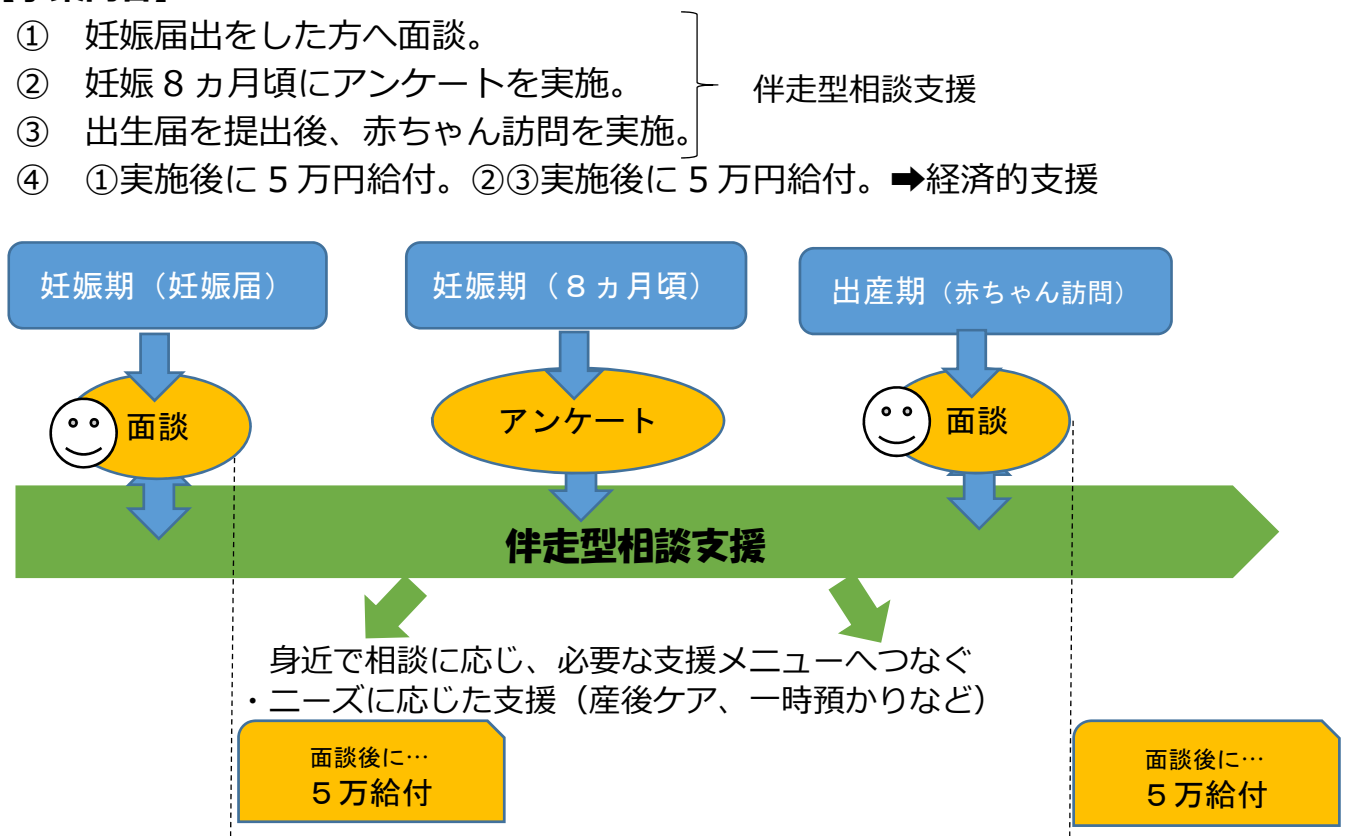 ① 妊娠届出をした方へ面談。
② 妊娠８ヵ月頃にアンケートを実施。
③ 出生届を提出後、赤ちゃん訪問を実施。
伴走型相談支援
④ ①実施後に５万円給付。②③実施後に５万円給付。➡経済的支援
妊娠期（妊娠届）
妊娠期（８ヵ月頃）
出産期（赤ちゃん訪問）
面談
アンケート
面談
伴走型相談支援
身近で相談に応じ、必要な支援メニューへつなぐ
・ニーズに応じた支援（産後ケア、一時預かりなど）
面談後に…
５万給付
面談後に…
５万給付